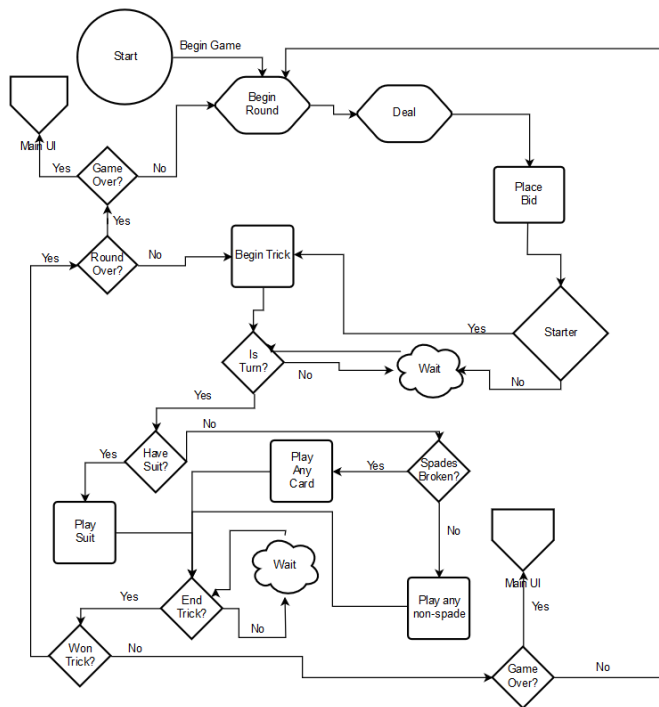 Begin Game
Start
Begin
Round
Deal
Main UI
Yes
Game
Over?
No
Place
Bid
Yes
Yes
Round
Over?
No
Begin Trick
Starter
Yes
Is
Turn?
No
Wait
No
Yes
No
Yes
Have
Suit?
Play
Any
Card
Yes
Spades
Broken?
Play
Suit
No
Wait
Main UI
Yes
End
Trick?
No
Play any
non-spade
Yes
Won
Trick?
No
Game
Over?
No